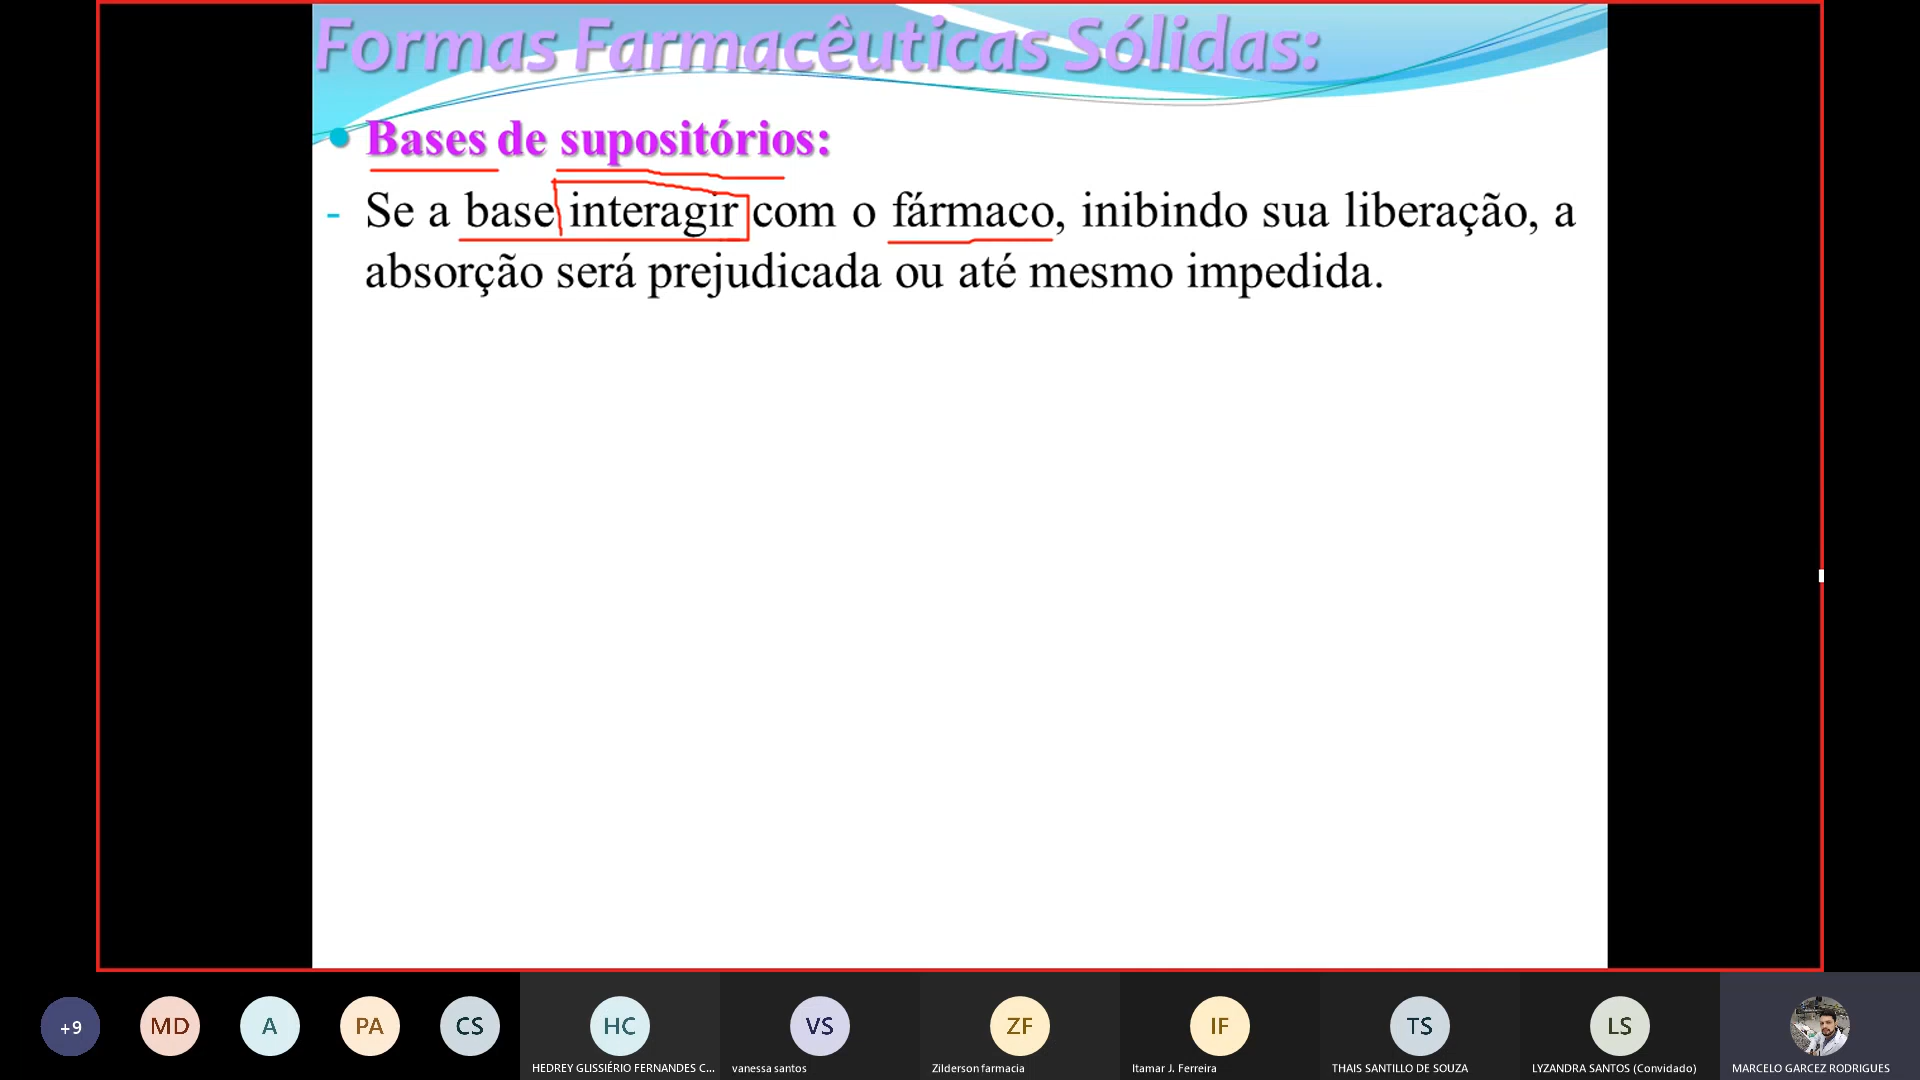 Formas Farmacêuticas Sólidas:
• Bases de supositórios:
- Se a base interagir com o fármaco, inibindo sua liberação, a
absorção será prejudicada ou até mesmo impedida.
+9
MD
A
PA
CS
HC
VS
ZF
IF
TS
LS
HEDREY GLISSIÉRIO FERNANDES C...
vanessa santos
Zilderson farmacia
Itamar J. Ferreira
THAIS SANTILLO DE SOUZA
LYZANDRA SANTOS (Convidado)
MARCELO GARCEZ RODRIGUES